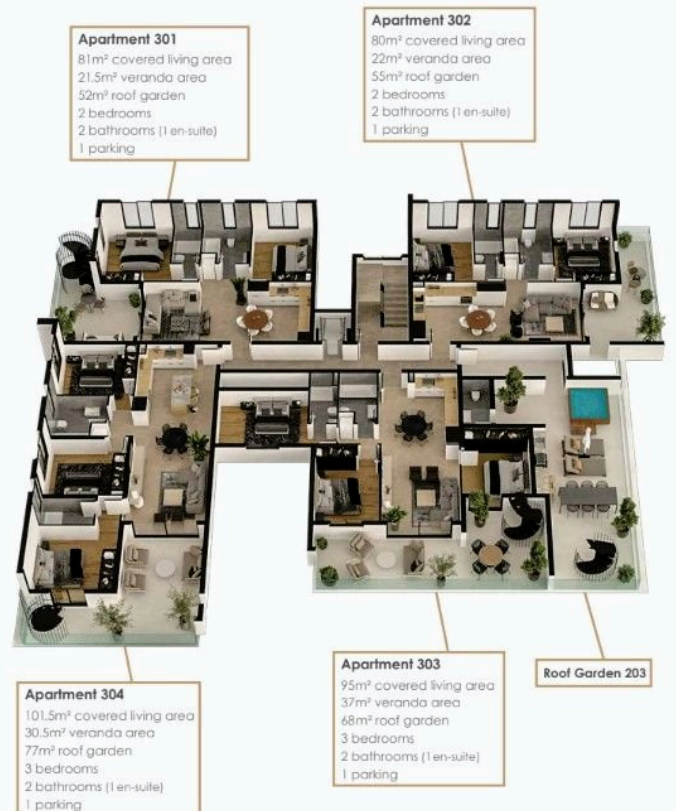 Apartment 301
81m² covered living area
21.5m² veranda area
52m² roof garden
2 bedrooms
2 bathrooms (1 en-suite)
1 parking
Apartment 302
80m² covered living area
22m² veranda area
55m² roof garden
2 bedrooms
2 bathrooms (1 en-suite)
1 parking
Apartment 303
95m² covered living area
37m² veranda area
68m² roof garden
3 bedrooms
2 bathrooms (1 en-suite)
1 parking
Roof Garden 203
Apartment 304
101.5m² covered living area
30.5m² veranda area
77m² roof garden
3 bedrooms
2 bathrooms (1 en-suite)
1 parking